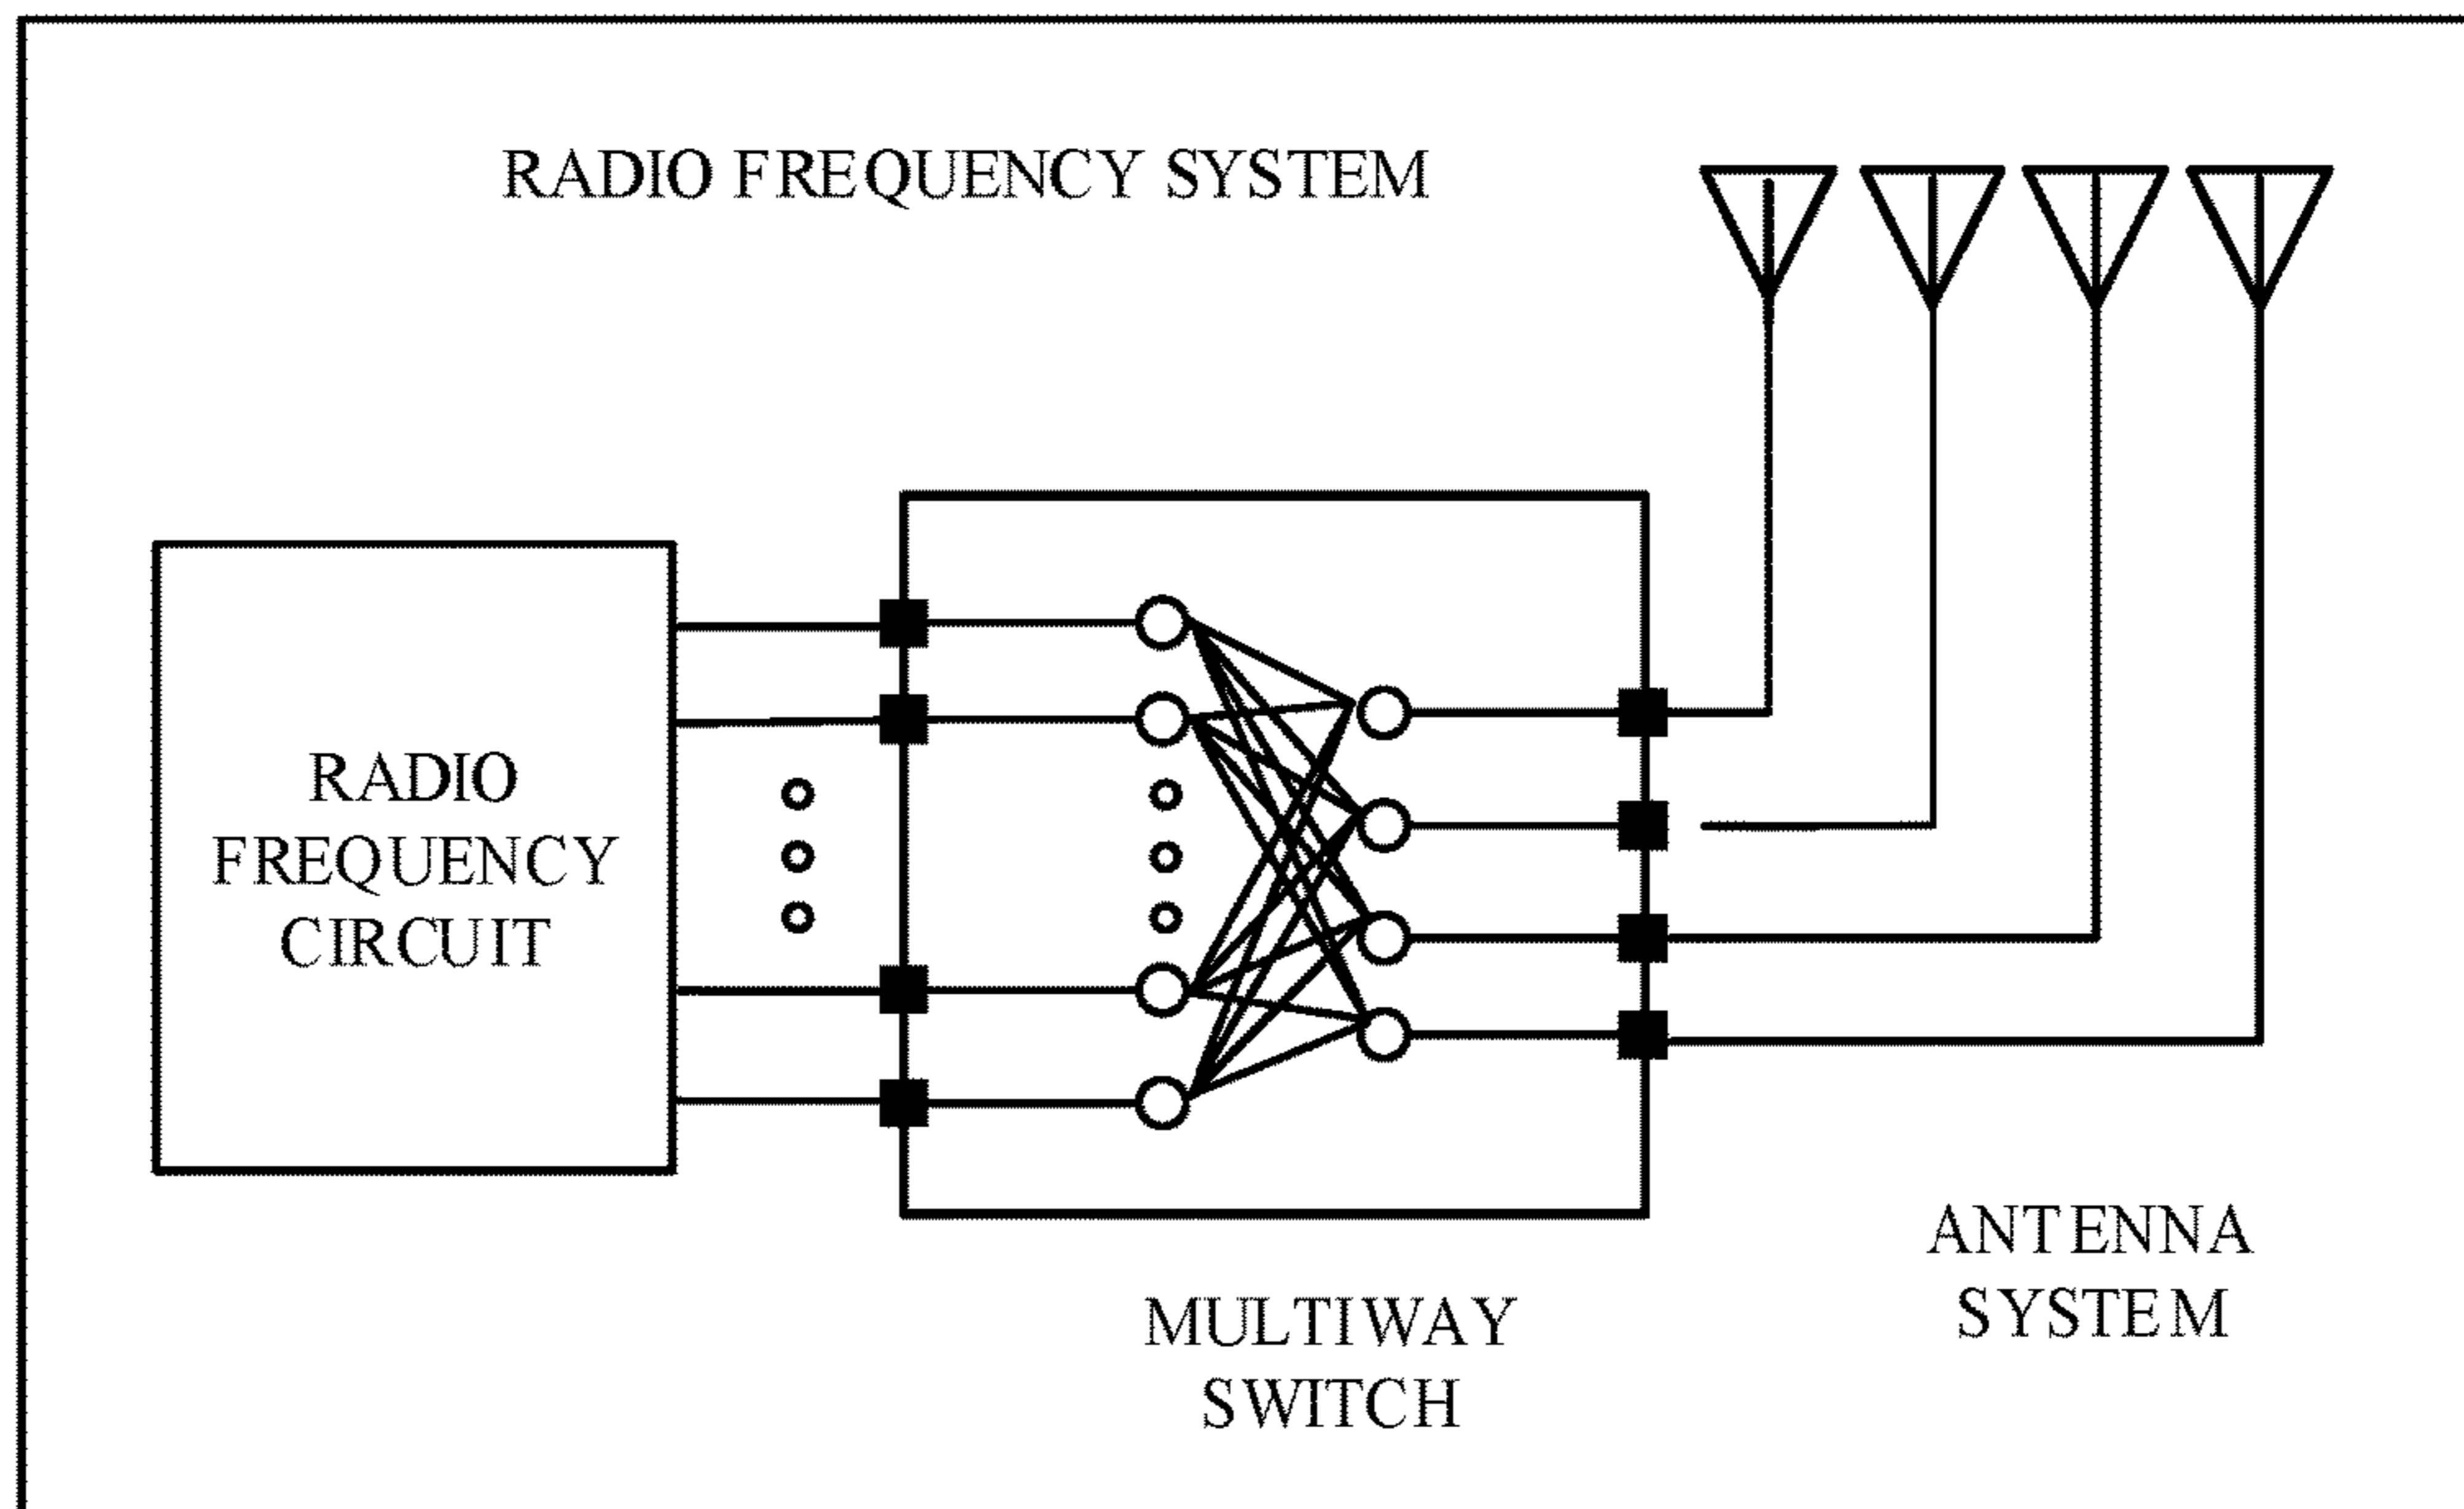 RADIO FREQUENCY SYSTEM
RADIO
FREQUENCY
CIRCUIT
MULTIWAY
SWITCH
ANTENNA
SYSTEM